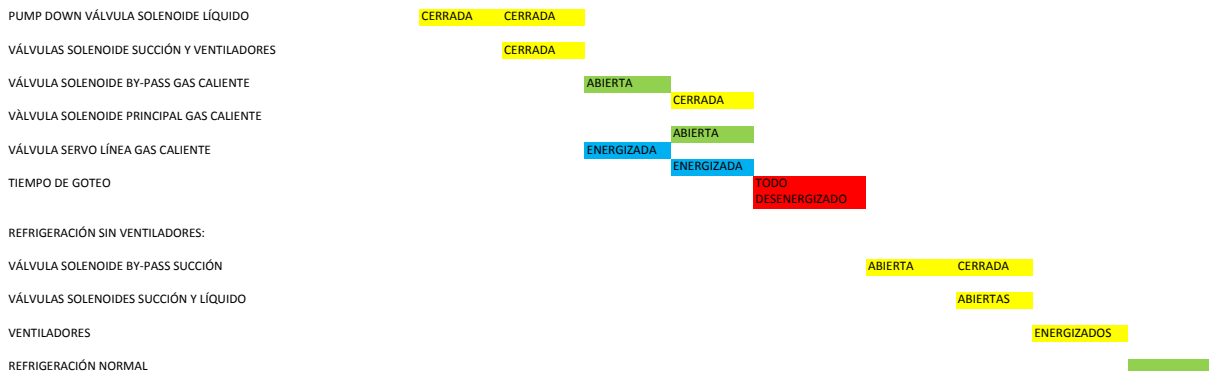 PUMP DOWN VÁLVULA SOLENOIDE LÍQUIDO CERRADA CERRADA
VÁLVULAS SOLENOIDE SUCCIÓN Y VENTILADORES CERRADA
VÁLVULA SOLENOIDE BY-PASS GAS CALIENTE ABIERTA
CERRADA
VÀLVULA SOLENOIDE PRINCIPAL GAS CALIENTE
ABIERTA
VÁLVULA SERVO LÍNEA GAS CALIENTE ENERGIZADA
ENERGIZADA
TIEMPO DE GOTEO TODO
DESENERGIZADO
REFRIGERACIÓN SIN VENTILADORES:
VÁLVULA SOLENOIDE BY-PASS SUCCIÓN ABIERTA CERRADA
VÁLVULAS SOLENOIDES SUCCIÓN Y LÍQUIDO ABIERTAS
VENTILADORES ENERGIZADOS
REFRIGERACIÓN NORMAL